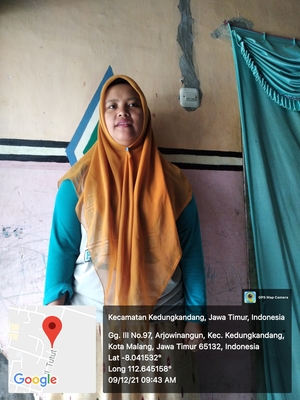 GPS Map Camera
Kecamatan Kedungkandang, Jawa Timur, Indonesia
Gg. III No.97, Arjowinangun, Kec. Kedungkandang,
Kota Malang, Jawa Timur 65132, Indonesia
Lat -8.041532°
Long 112.645158°
09/12/21 09:43 AM
Google